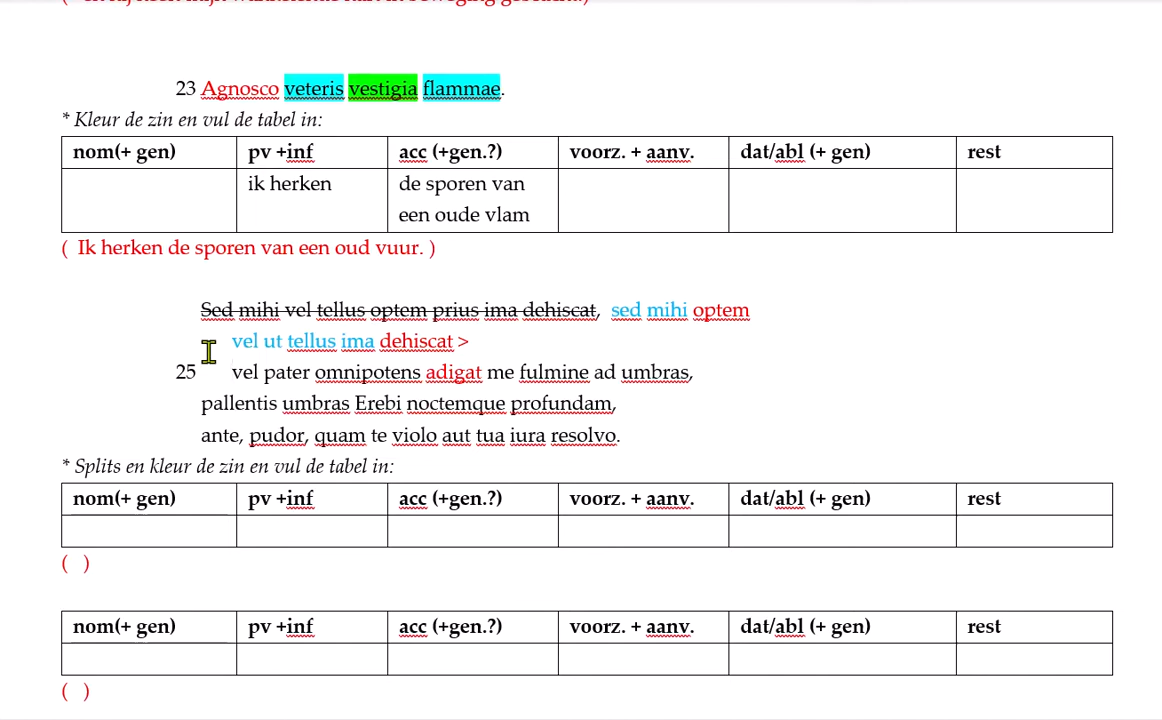 23 Agnosco veteris vestigia flammae.
* Kleur de zin en vul de tabel in:
nom(+ gen) pv +inf acc (+gen.?) voorz. + aanv. dat/abl (+ gen) rest
ik herken de sporen van
een oude vlam
( Ik herken de sporen van een oud vuur. )
Sed mihi vel tellus optem prius ima dehiscat, sed mihi optem
vel ut tellus ima dehiscat >
25 vel pater omnipotens adigat me fulmine ad umbras,
pallentis umbras Erebi noctemque profundam,
ante, pudor, quam te violo aut tua iura resolvo.
* Splits en kleur de zin en vul de tabel in:
nom(+ gen) pv +inf acc (+gen.?) voorz. + aanv. dat/abl (+ gen) rest
( )
nom(+ gen) pv +inf acc (+gen.?) voorz. + aanv. dat/abl (+ gen) rest
( )